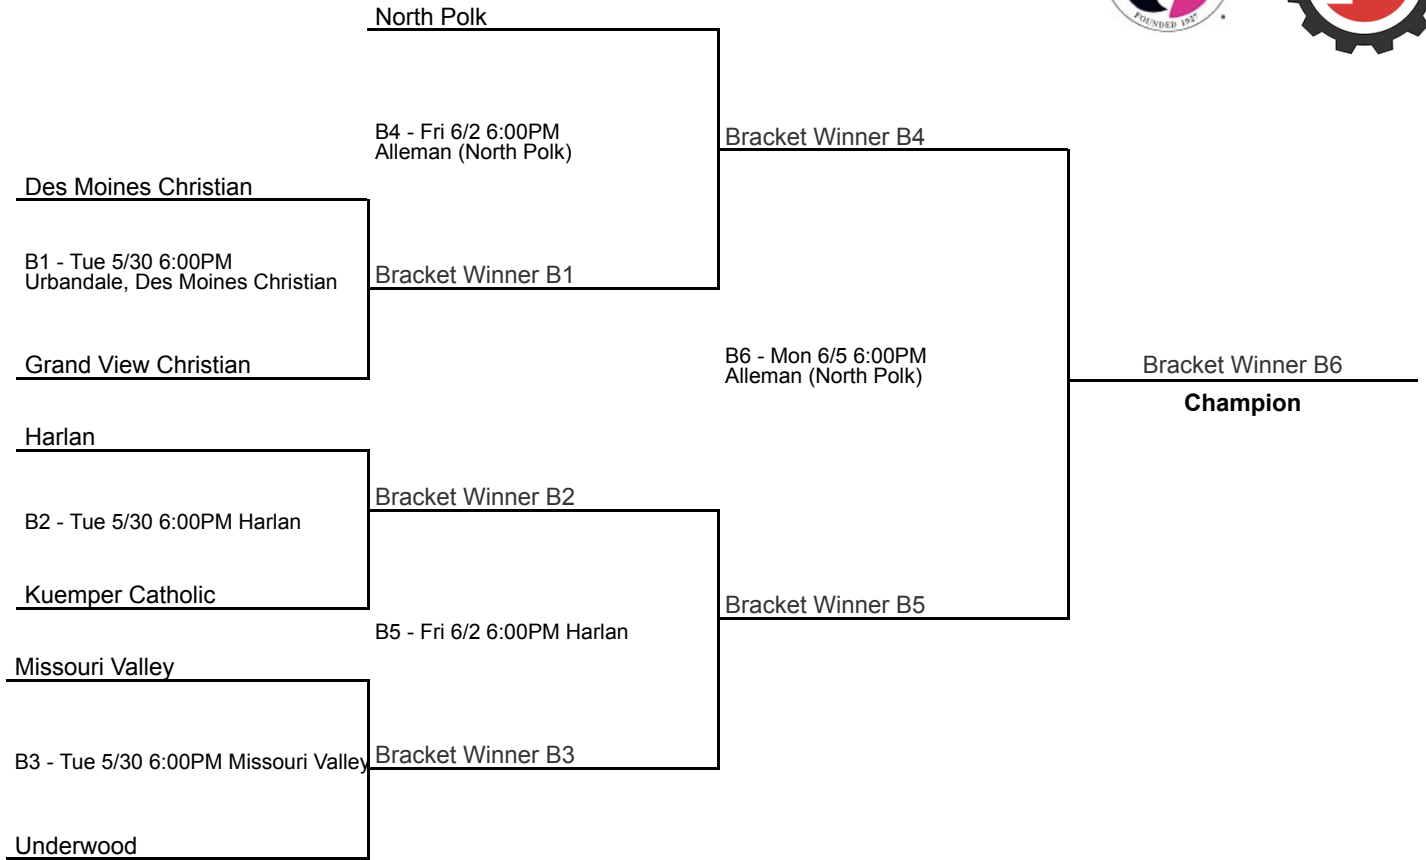 North Polk
FOUNDED 1927
B4 - Fri 6/2 6:00PM
Alleman (North Polk)
Bracket Winner B4
Des Moines Christian
B1 - Tue 5/30 6:00PM
Urbandale, Des Moines Christian
Bracket Winner B1
Grand View Christian
B6 - Mon 6/5 6:00PM
Alleman (North Polk)
Bracket Winner B6
Champion
Harlan
Bracket Winner B2
B2 - Tue 5/30 6:00PM Harlan
Kuemper Catholic
Bracket Winner B5
B5 - Fri 6/2 6:00PM Harlan
Missouri Valley
B3 - Tue 5/30 6:00PM Missouri Valley
Bracket Winner B3
Underwood